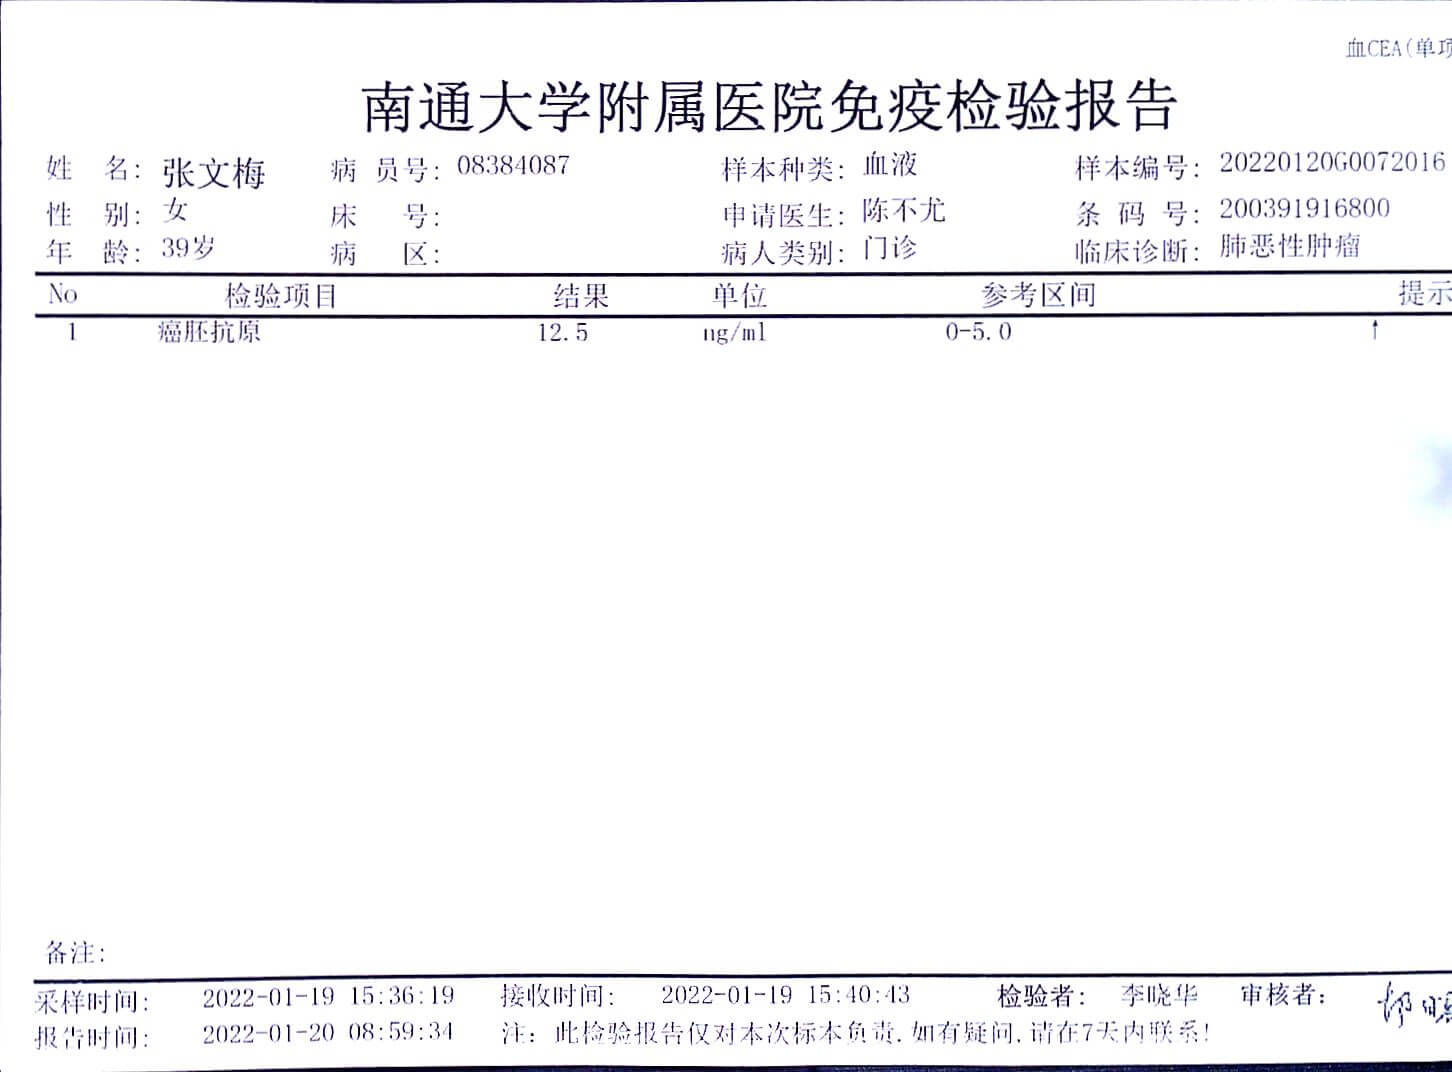 血CEA(单项
南通大学附属医院免疫检验报告
姓 名: 张文梅 病 员号: 08384087 样本种类: 血液 样本编号: 20220120G0072016
性 别: 女 床 号: 申请医生: 陈不尤 条 码 号: 200391916800
年 龄: 39岁 病 区: 病人类别: 门诊 临床诊断: 肺恶性肿瘤
No 检验项目 结果 单位 参考区间 提示
1 癌胚抗原 12.5 ng/ml 0-5.0 ↑
备注:
采样时间: 2022-01-19 15:36:19 接收时间: 2022-01-19 15:40:43 检验者: 李晓华 审核者:
报告时间: 2022-01-20 08:59:34 注: 此检验报告仅对本次标本负责.如有疑问,请在7天内联系!